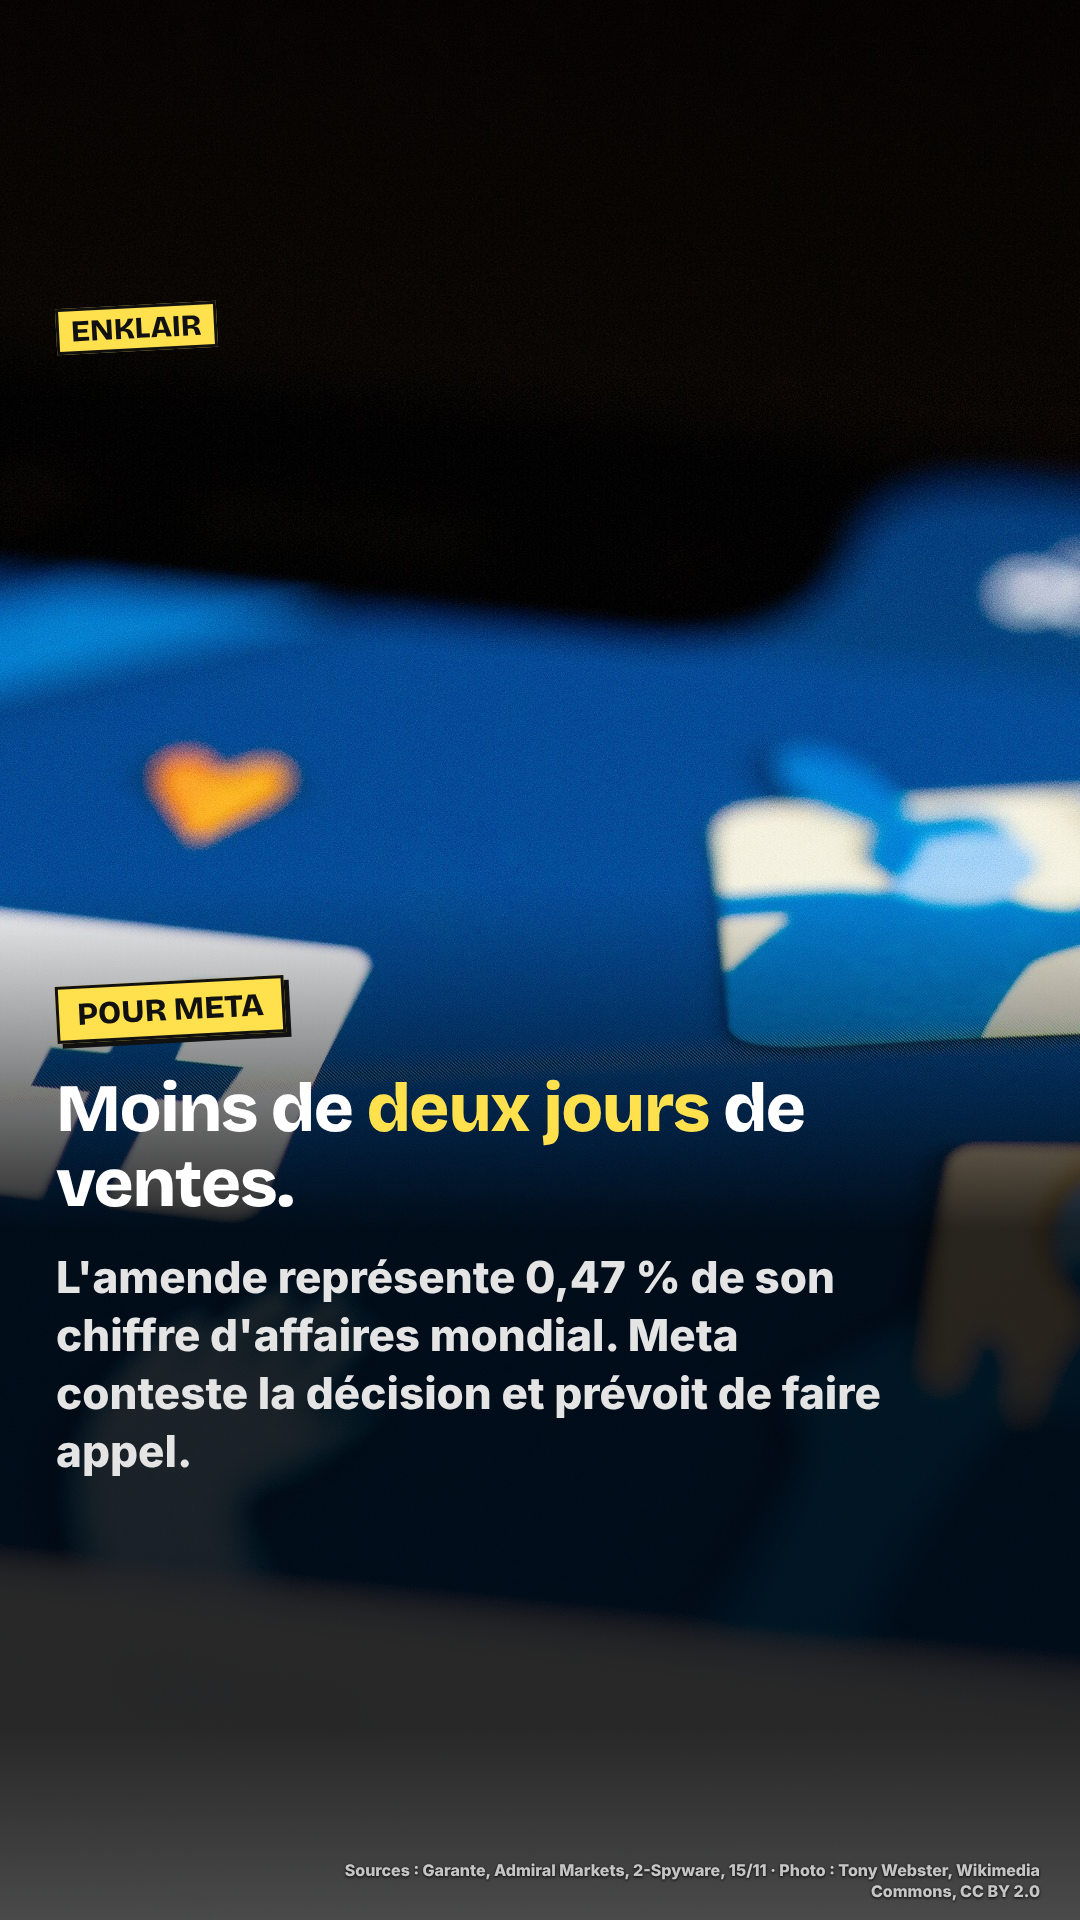 ENKLAIR
POUR META
Moins de deux jours de
ventes.
L'amende représente 0,47 % de son
chiffre d'affaires mondial. Meta
conteste la décision et prévoit de faire
appel.
Sources : Garante, Admiral Markets, 2-Spyware, 15/11 · Photo : Tony Webster, Wikimedia
Commons, CC BY 2.0